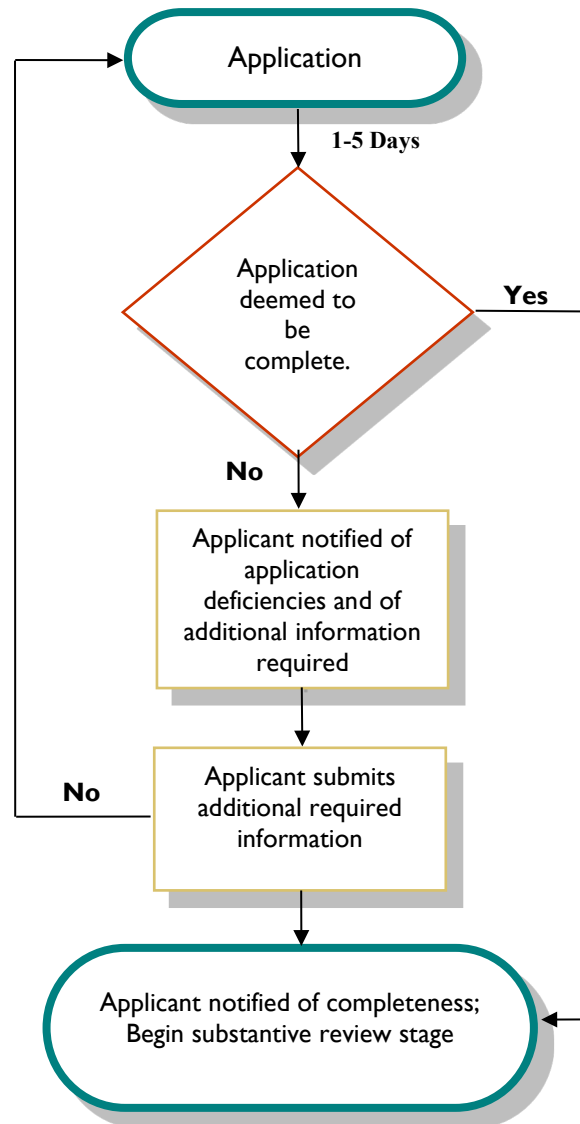 Application
1-5 Days
Application
deemed to
be
complete.
Yes
No
Applicant notified of
application
deficiencies and of
additional information
required
No
Applicant submits
additional required
information
Applicant notified of completeness;
Begin substantive review stage